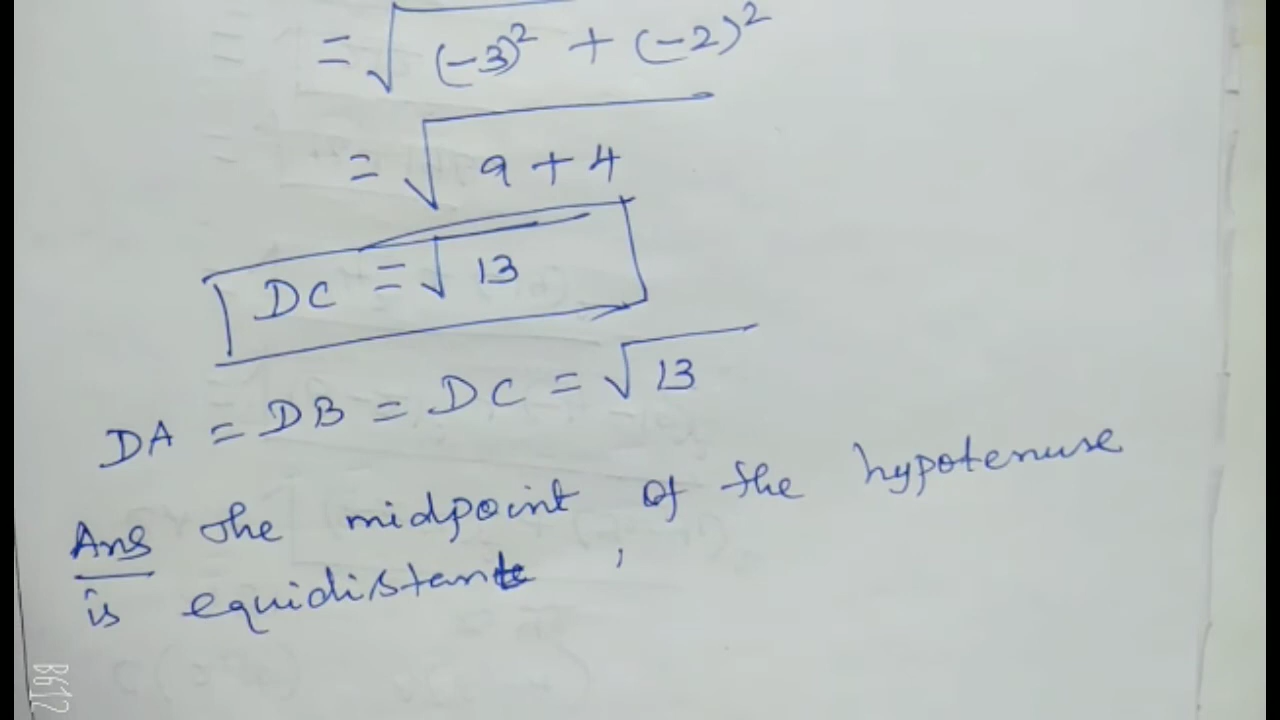 = √(-3)² + (-2)²
= √9 + 4
DC = √13
DA = DB = DC = √13
Ans The midpoint of the hypotenuse
is equidistant ,
B612